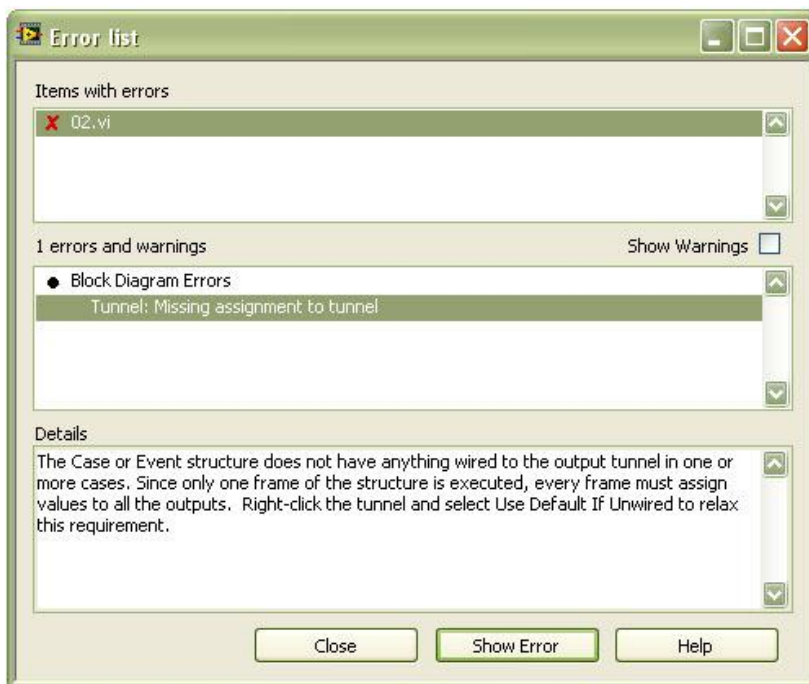 Error list
Items with errors
02.vi
1 errors and warnings
Show Warnings
Block Diagram Errors
Tunnel: Missing assignment to tunnel
Details
The Case or Event structure does not have anything wired to the output tunnel in one or
more cases. Since only one frame of the structure is executed, every frame must assign
values to all the outputs.  Right-click the tunnel and select Use Default If Unwired to relax
this requirement.
Close
Show Error
Help